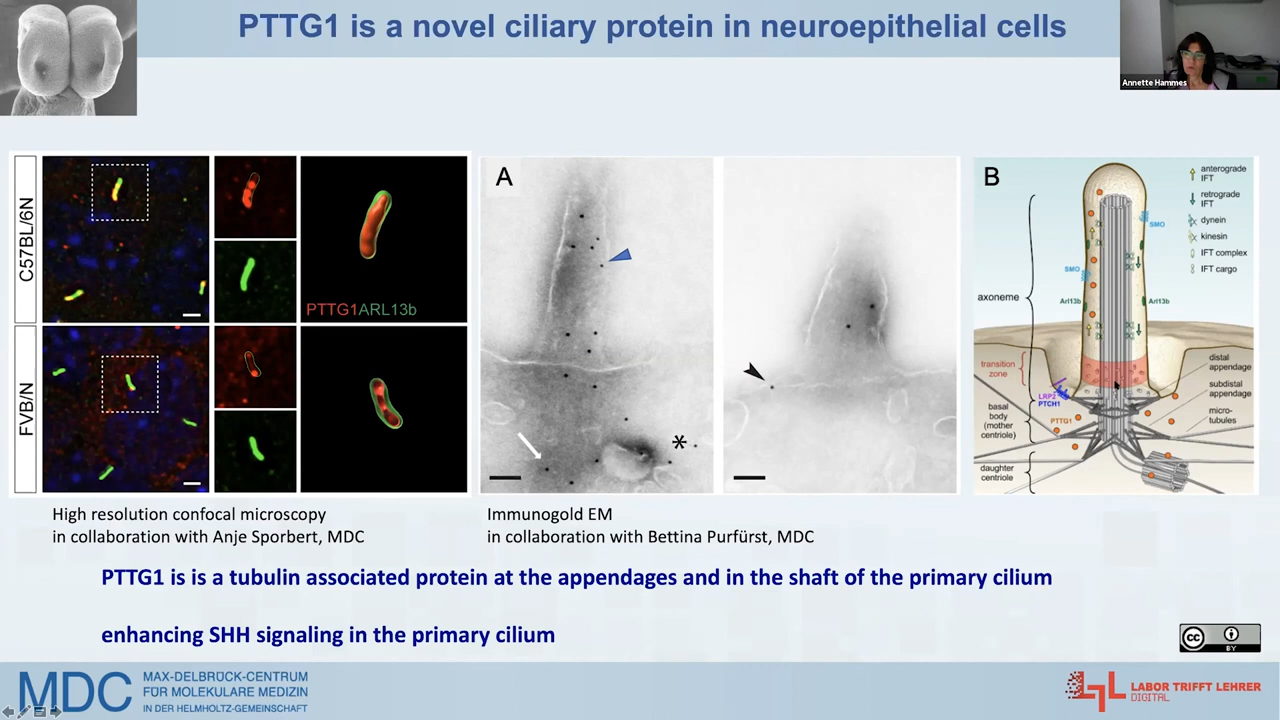 PTTG1 is a novel ciliary protein in neuroepithelial cells
Annette Hammes
C57BL/6N
FVB/N
PTTG1ARL13b
A
*
B
anterograde
IFT
retrograde
IFT
dynein
kinesin
IFT complex
IFT cargo
SMO
SMO
Arl13b
Arl13b
axoneme
transition
zone
LRP2
PTCH1
PTTG1
basal
body
(mother
centriole)
daughter
centriole
distal
appendage
subdistal
appendage
micro-
tubules
High resolution confocal microscopy
in collaboration with Anje Sporbert, MDC
Immunogold EM
in collaboration with Bettina Purfürst, MDC
PTTG1 is is a tubulin associated protein at the appendages and in the shaft of the primary cilium
enhancing SHH signaling in the primary cilium
cc
BY
MDC
MAX-DELBRÜCK-CENTRUM
FÜR MOLEKULARE MEDIZIN
IN DER HELMHOLTZ-GEMEINSCHAFT
LABOR TRIFFT LEHRER
DIGITAL